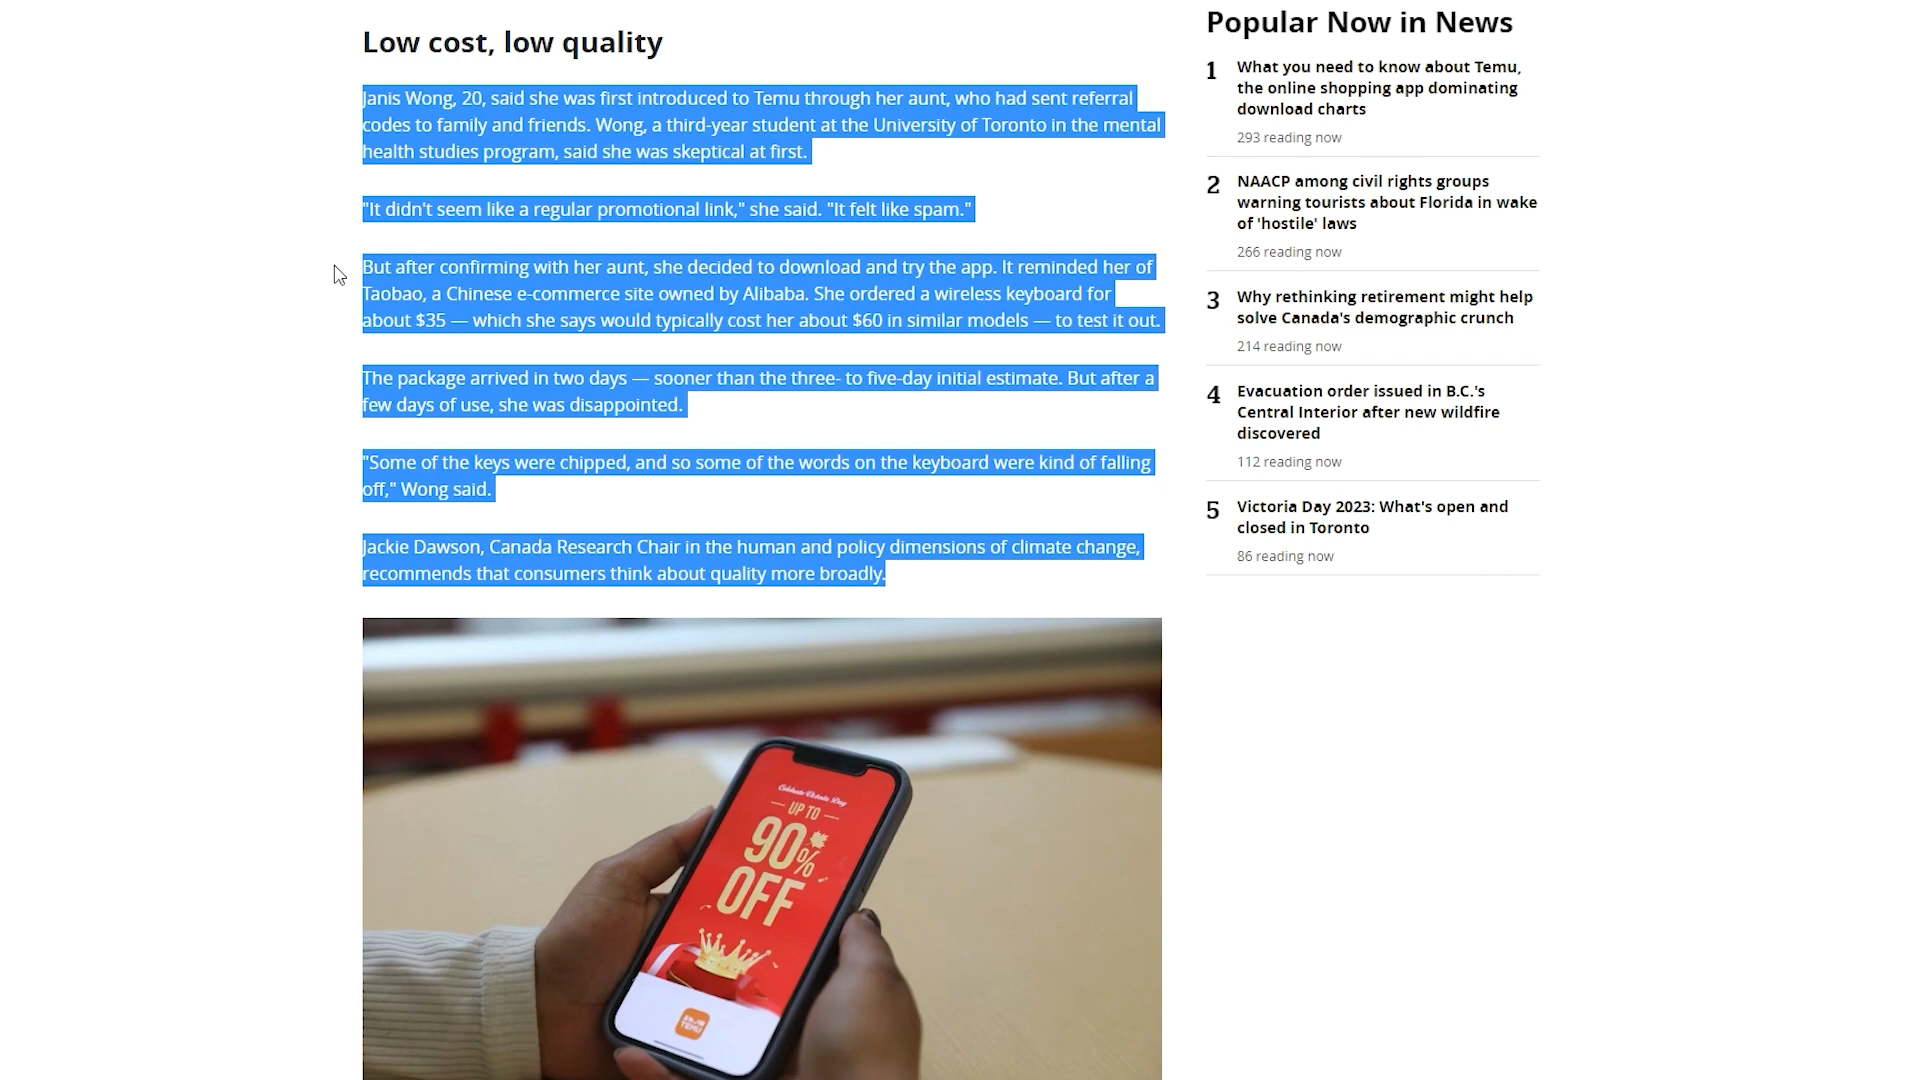 Low cost, low quality
Janis Wong, 20, said she was first introduced to Temu through her aunt, who had sent referral
codes to family and friends. Wong, a third-year student at the University of Toronto in the mental
health studies program, said she was skeptical at first.
"It didn't seem like a regular promotional link," she said. "It felt like spam."
But after confirming with her aunt, she decided to download and try the app. It reminded her of
Taobao, a Chinese e-commerce site owned by Alibaba. She ordered a wireless keyboard for
about $35 — which she says would typically cost her about $60 in similar models — to test it out.
The package arrived in two days — sooner than the three- to five-day initial estimate. But after a
few days of use, she was disappointed.
"Some of the keys were chipped, and so some of the words on the keyboard were kind of falling
off," Wong said.
Jackie Dawson, Canada Research Chair in the human and policy dimensions of climate change,
recommends that consumers think about quality more broadly.
Celebrate Victoria Day
UP TO
90%
OFF
TEMU
Popular Now in News
1
What you need to know about Temu,
the online shopping app dominating
download charts
293 reading now
2
NAACP among civil rights groups
warning tourists about Florida in wake
of 'hostile' laws
266 reading now
3
Why rethinking retirement might help
solve Canada's demographic crunch
214 reading now
4
Evacuation order issued in B.C.'s
Central Interior after new wildfire
discovered
112 reading now
5
Victoria Day 2023: What's open and
closed in Toronto
86 reading now